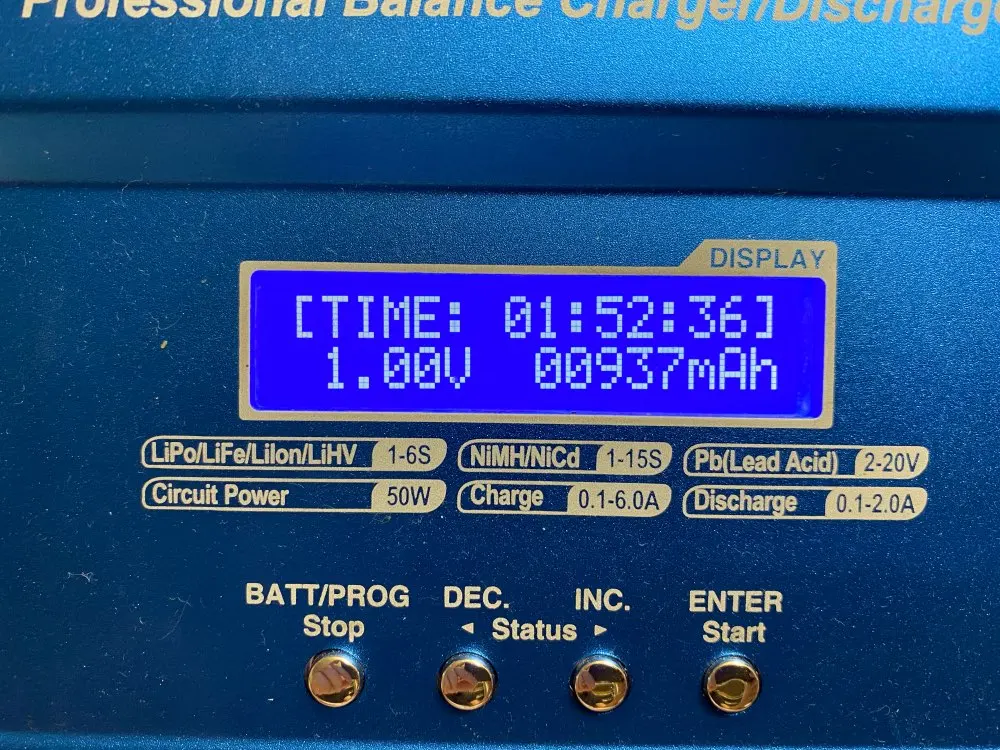 Professional Balance Charger/Discharge
DISPLAY
[TIME: 01:52:36]
1.00V 00937mAh
LiPo/LiFe/LiIon/LiHV 1-6S
NiMH/NiCd 1-15S
Pb(Lead Acid) 2-20V
Circuit Power 50W
Charge 0.1-6.0A
Discharge 0.1-2.0A
BATT/PROG
Stop
DEC. INC.
◄ Status ►
ENTER
Start